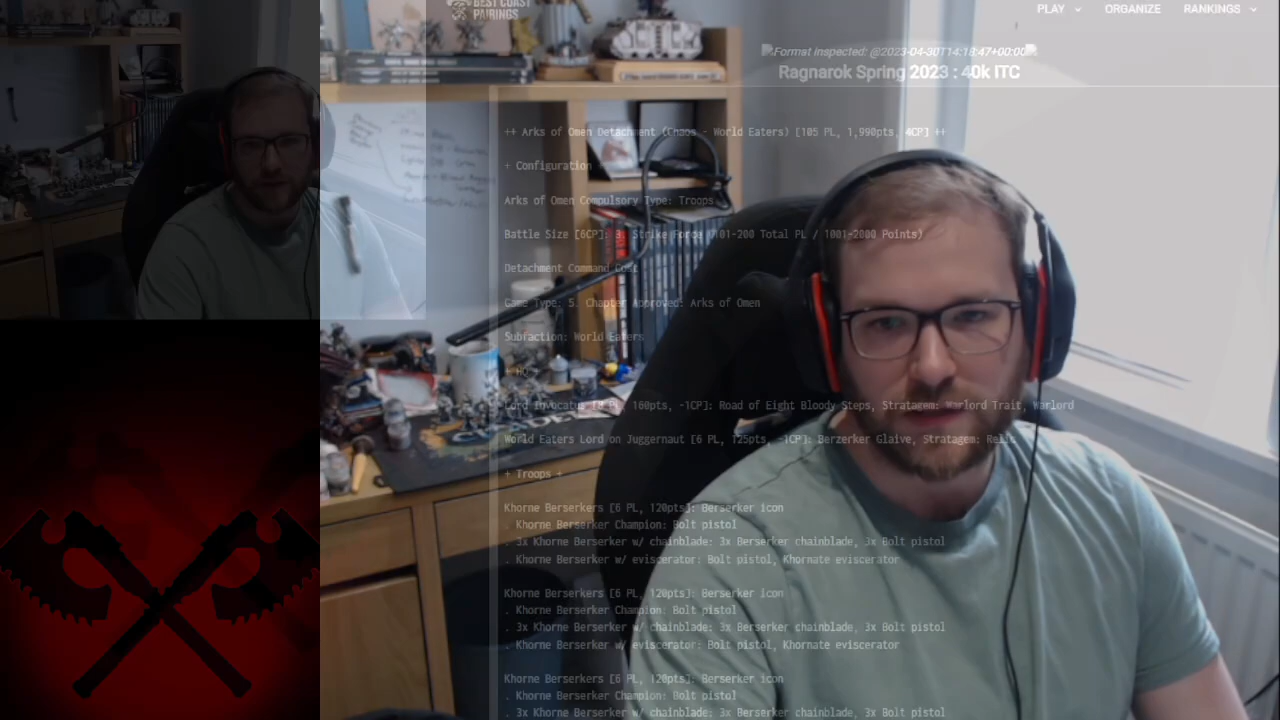 BEST COAST
PAIRINGS
PLAY
ORGANIZE
RANKINGS
Format inspected: @2023-04-30T14:18:47+00:00
Ragnarok Spring 2023 : 40k ITC
++ Arks of Omen Detachment (Chaos - World Eaters) [105 PL, 1,990pts, 4CP] ++
+ Configuration
Arks of Omen Compulsory Type: Troops
Battle Size [6CP]: 3. Strike Force (101-200 Total PL / 1001-2000 Points)
Detachment Command Cost
Game Type: 5. Chapter Approved: Arks of Omen
Subfaction: World Eaters
+ HQ +
Lord Invocatus [8 PL, 160pts, -1CP]: Road of Eight Bloody Steps, Stratagem: Warlord Trait, Warlord
World Eaters Lord on Juggernaut [6 PL, 125pts, -1CP]: Berzerker Glaive, Stratagem: Relic
+ Troops +
Khorne Berserkers [6 PL, 120pts]: Berserker icon
. Khorne Berserker Champion: Bolt pistol
. 3x Khorne Berserker w/ chainblade: 3x Berserker chainblade, 3x Bolt pistol
. Khorne Berserker w/ eviscerator: Bolt pistol, Khornate eviscerator
Khorne Berserkers [6 PL, 120pts]: Berserker icon
. Khorne Berserker Champion: Bolt pistol
. 3x Khorne Berserker w/ chainblade: 3x Berserker chainblade, 3x Bolt pistol
. Khorne Berserker w/ eviscerator: Bolt pistol, Khornate eviscerator
Khorne Berserkers [6 PL, 120pts]: Berserker icon
. Khorne Berserker Champion: Bolt pistol
. 3x Khorne Berserker w/ chainblade: 3x Berserker chainblade, 3x Bolt pistol